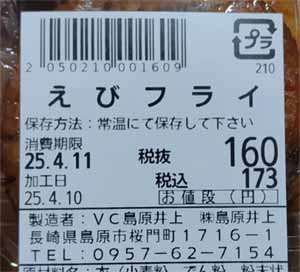 プラ
2 050210 001609
210
えびフライ
保存方法：常温にて保存して下さい
消費期限
25.4.11 税抜 160
加工日 税込 173
25.4.10 お値段（円）
製造者：ＶＣ島原井上 ㈱島原井上
長崎県島原市桜門町１７１６－１
ＴＥＬ：０９５７－６２－７１５４